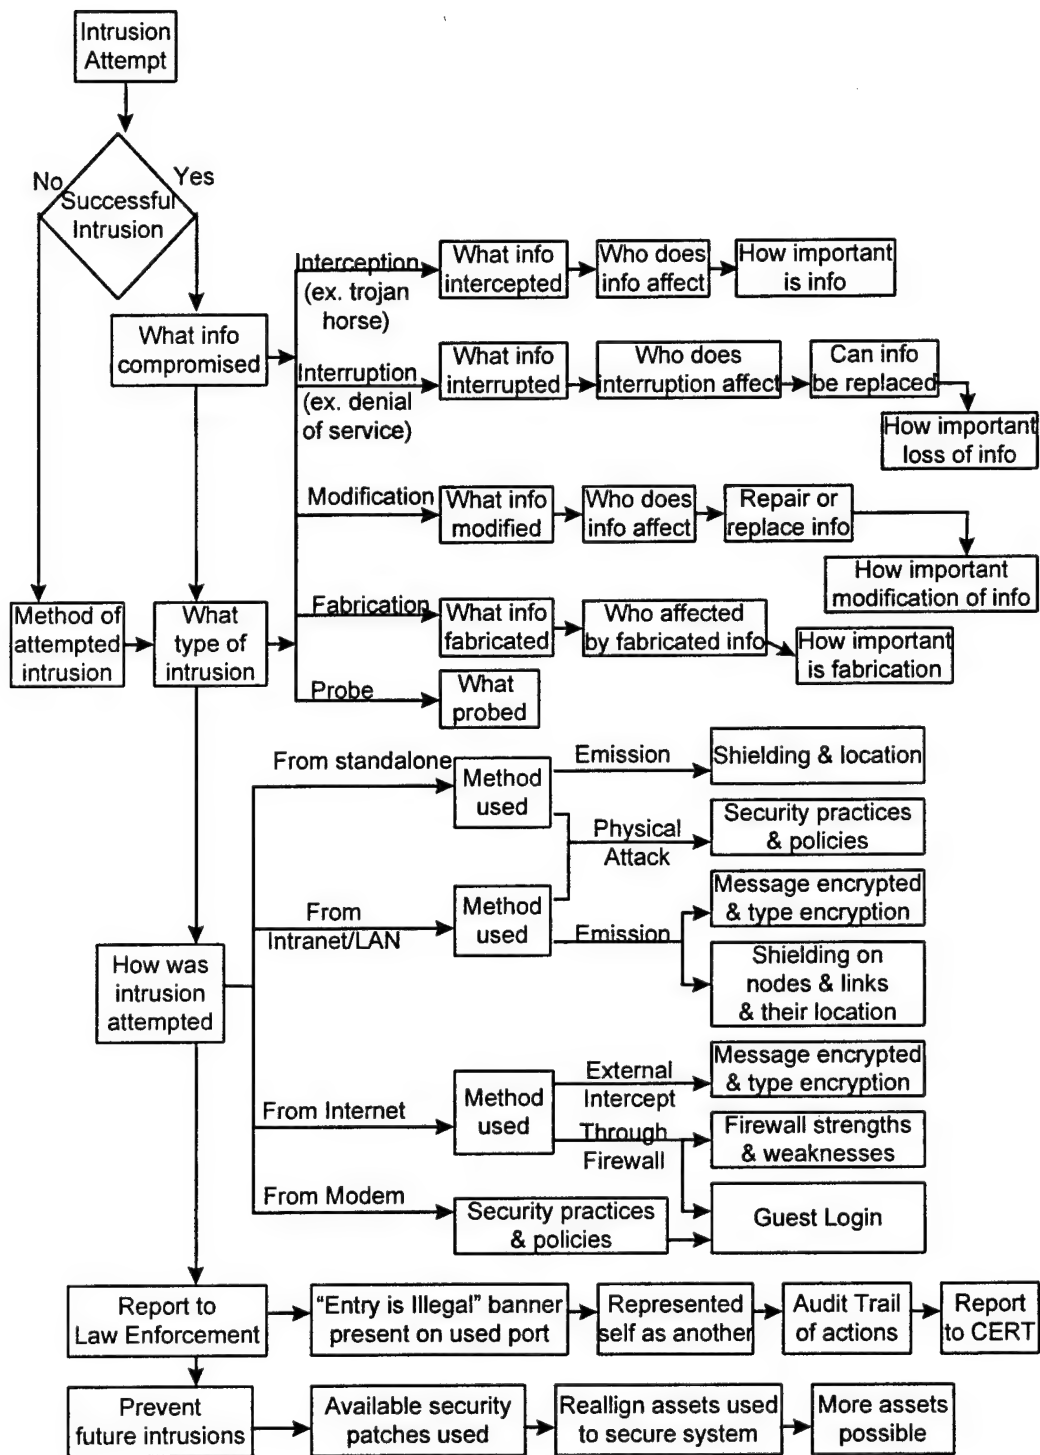 Intrusion
Attempt
No
Yes
Successful
Intrusion
What info
compromised
Interception
(ex. trojan
horse)
What info
intercepted
Who does
info affect
How important
is info
Interruption
(ex. denial
of service)
What info
interrupted
Who does
interruption affect
Can info
be replaced
How important
loss of info
Modification
What info
modified
Who does
info affect
Repair or
replace info
How important
modification of info
Method of
attempted
intrusion
What
type of
intrusion
Fabrication
What info
fabricated
Who affected
by fabricated info
How important
is fabrication
Probe
What
probed
From standalone
Method
used
Emission
Shielding & location
Physical
Attack
Security practices
& policies
From
Intranet/LAN
Method
used
Emission
Message encrypted
& type encryption
Shielding on
nodes & links
& their location
How was
intrusion
attempted
From Internet
Method
used
External
Intercept
Message encrypted
& type encryption
Through
Firewall
Firewall strengths
& weaknesses
From Modem
Security practices
& policies
Guest Login
Report to
Law Enforcement
“Entry is Illegal” banner
present on used port
Represented
self as another
Audit Trail
of actions
Report
to CERT
Prevent
future intrusions
Available security
patches used
Reallign assets used
to secure system
More assets
possible